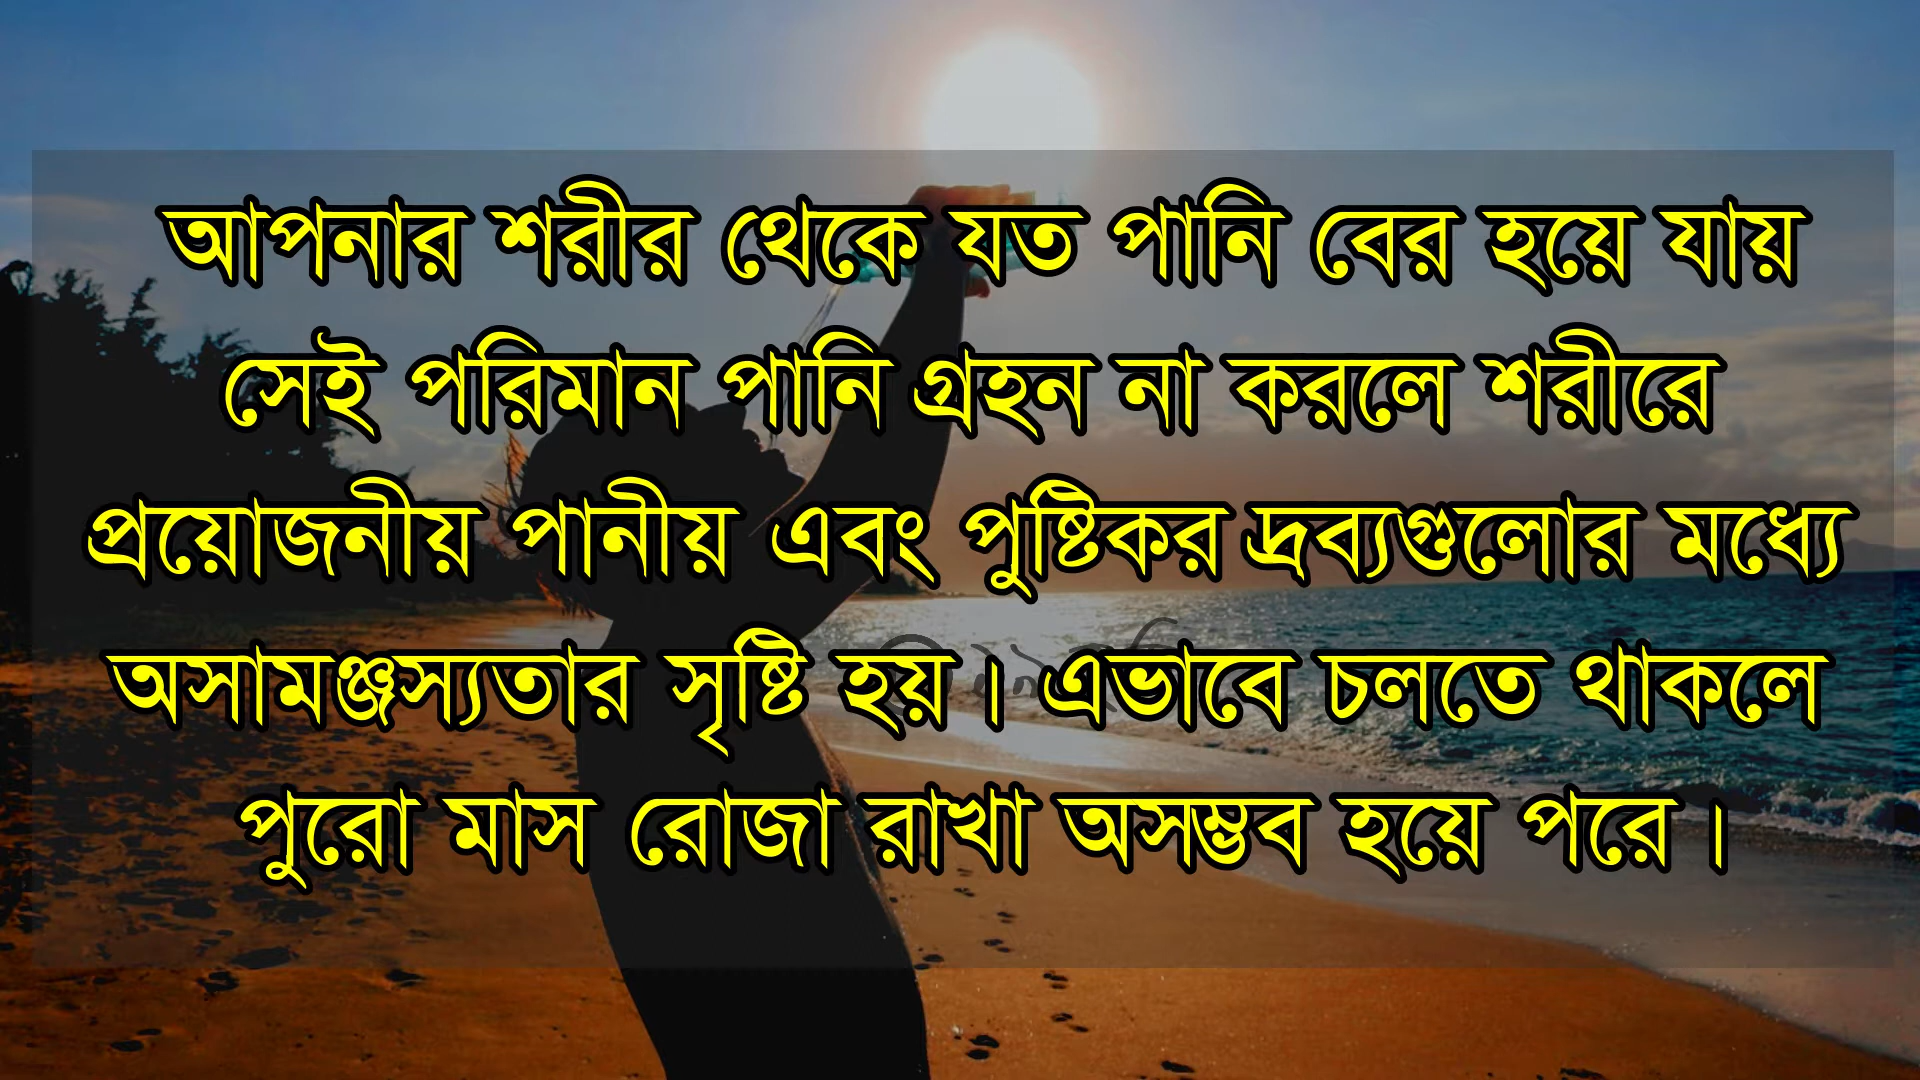 আপনার শরীর থেকে যত পানি বের হয়ে যায়
সেই পরিমান পানি গ্রহন না করলে শরীরে
প্রয়োজনীয় পানীয় এবং পুষ্টিকর দ্রব্যগুলোর মধ্যে
অসামঞ্জস্যতার সৃষ্টি হয়। এভাবে চলতে থাকলে
পুরো মাস রোজা রাখা অসম্ভব হয়ে পরে।